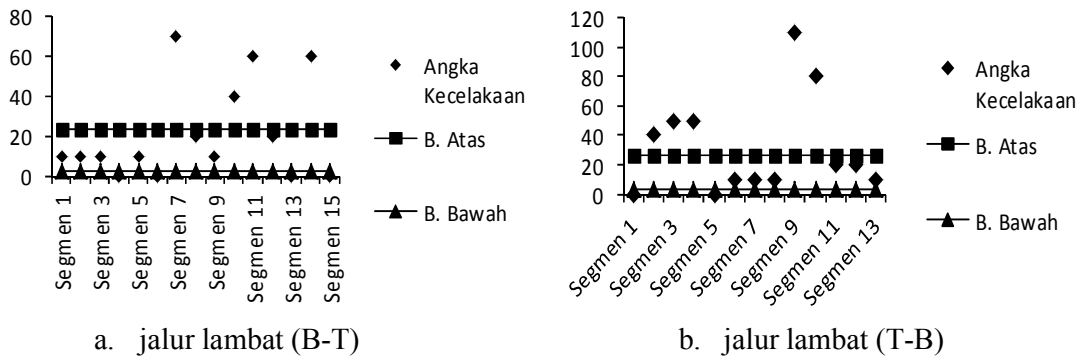 80
60
40
20
0
Segmen 1
Segmen 3
Segmen 5
Segmen 7
Segmen 9
Segmen 11
Segmen 13
Segmen 15
Angka
Kecelakaan
B. Atas
B. Bawah
a. jalur lambat (B-T)
120
100
80
60
40
20
0
Segmen 1
Segmen 3
Segmen 5
Segmen 7
Segmen 9
Segmen 11
Segmen 13
Angka
Kecelakaan
B. Atas
B. Bawah
b. jalur lambat (T-B)